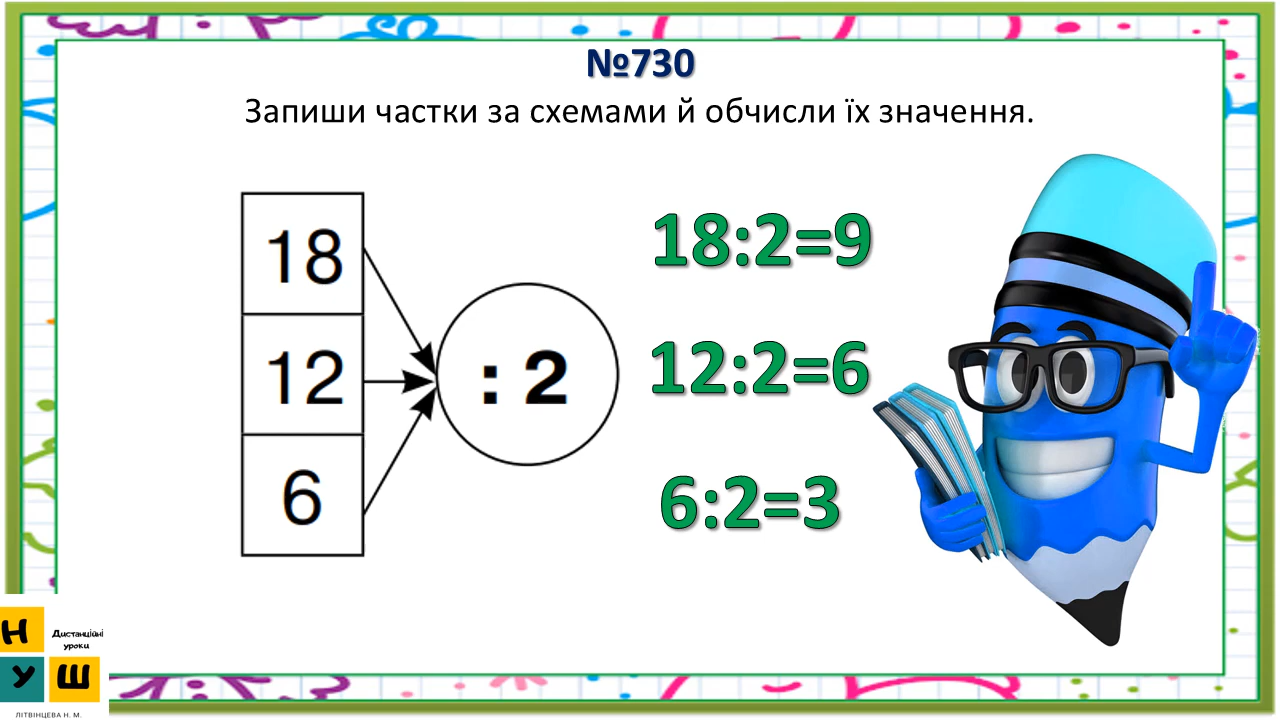 №730
Запиши частки за схемами й обчисли їх значення.
18
12
6
: 2
18:2=9
12:2=6
6:2=3
Н
У Ш
Дистанційні
уроки
ЛІТВІНЦЕВА Н. М.